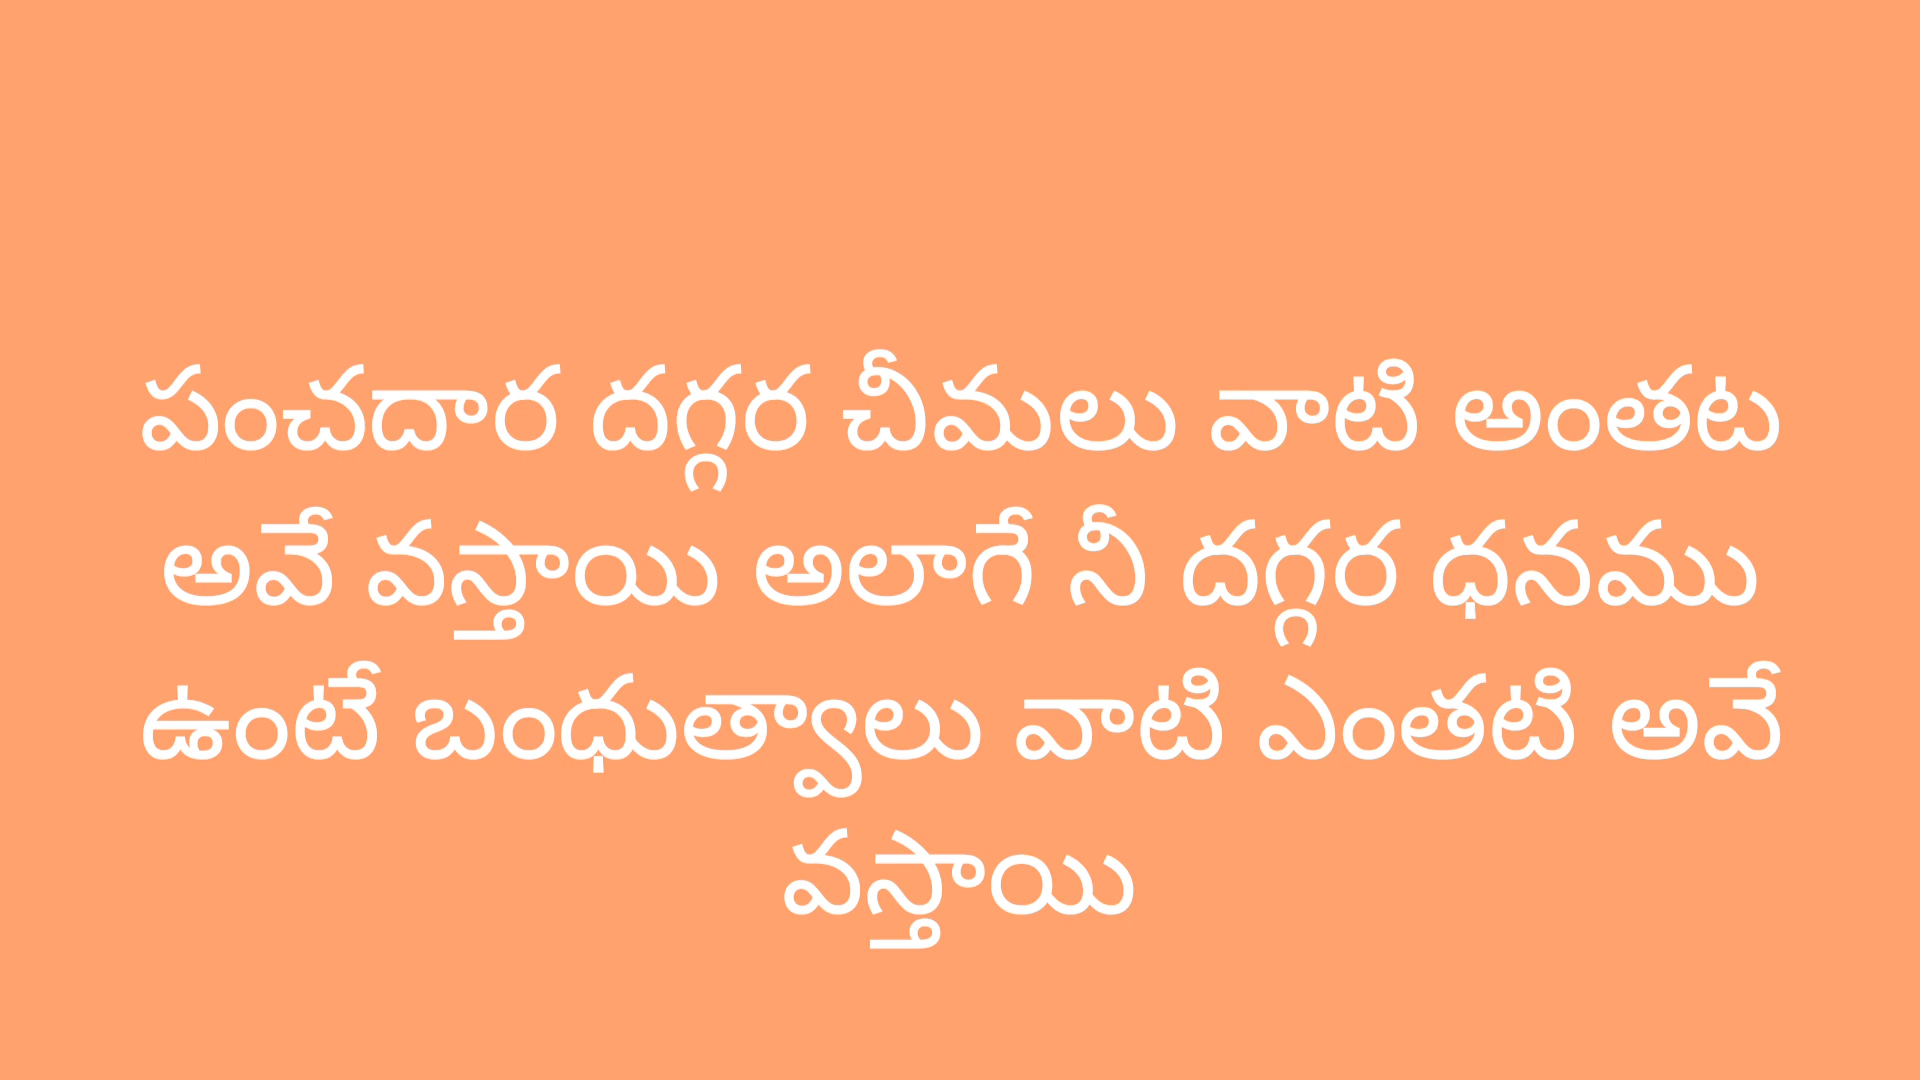 పంచదార దగ్గర చీమలు వాటి అంతట
అవే వస్తాయి అలాగే నీ దగ్గర ధనము
ఉంటే బంధుత్వాలు వాటి ఎంతటి అవే
వస్తాయి